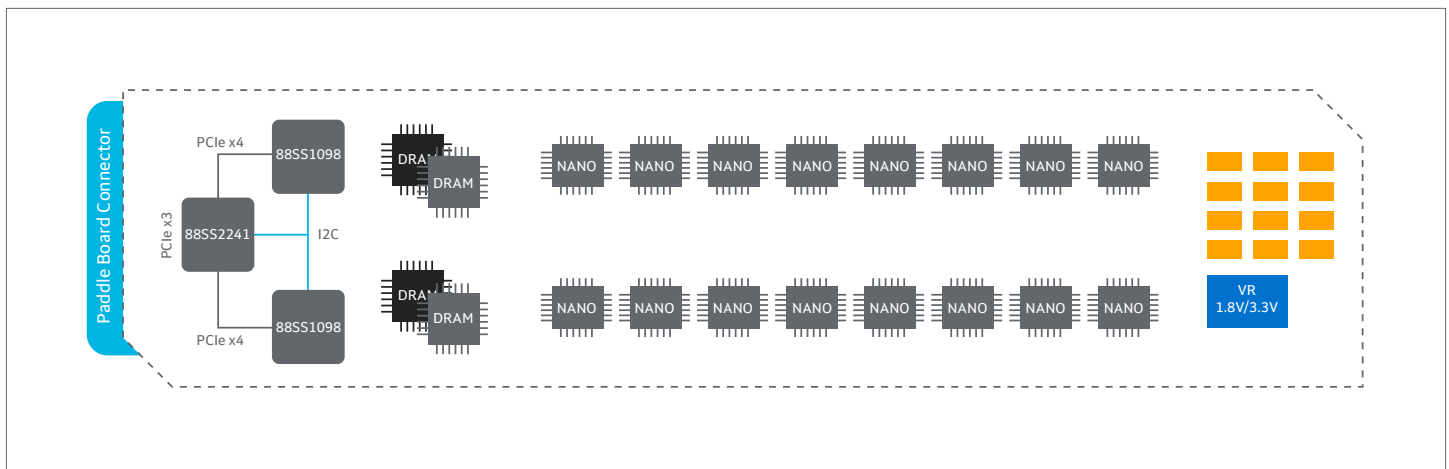 Paddle Board Connector
PCIe x3
PCIe x4
88SS1098
88SS2241
I2C
88SS1098
PCIe x4
DRAM
DRAM
DRAM
DRAM
NANO NANO NANO NANO NANO NANO NANO NANO
NANO NANO NANO NANO NANO NANO NANO NANO
VR
1.8V/3.3V